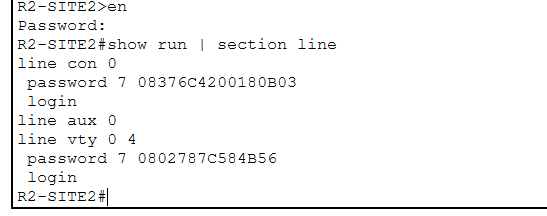 R2-SITE2>en
Password:
R2-SITE2#show run | section line
line con 0
 password 7 08376C4200180B03
 login
line aux 0
line vty 0 4
 password 7 0802787C584B56
 login
R2-SITE2#